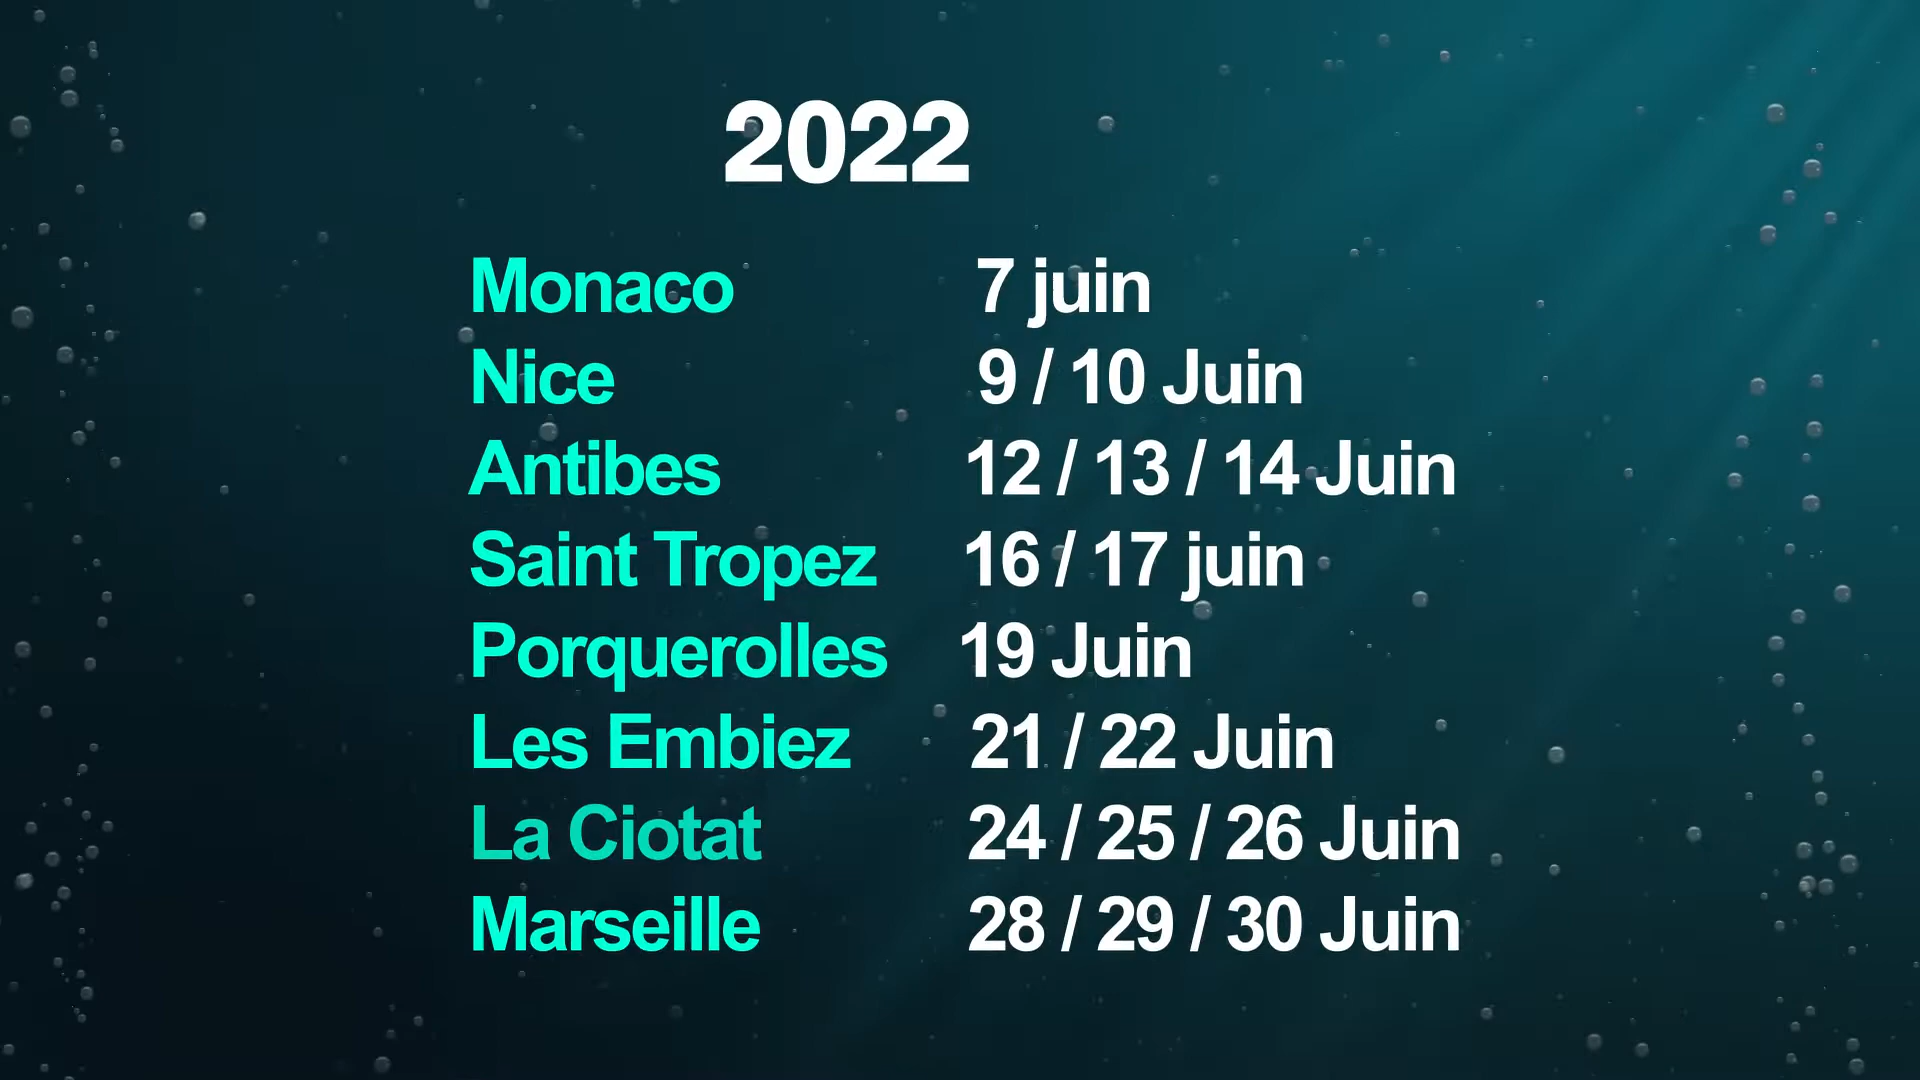 2022
Monaco 7 juin
Nice 9 / 10 Juin
Antibes 12 / 13 / 14 Juin
Saint Tropez 16 / 17 juin
Porquerolles 19 Juin
Les Embiez 21 / 22 Juin
La Ciotat 24 / 25 / 26 Juin
Marseille 28 / 29 / 30 Juin